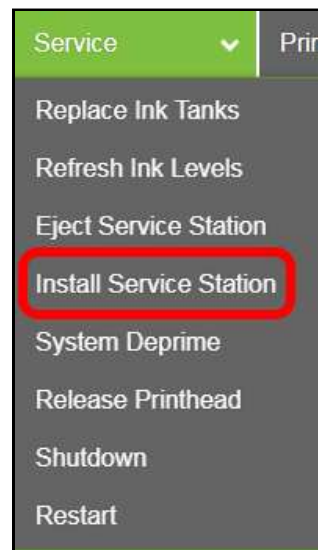 Service
Prin
Replace Ink Tanks
Refresh Ink Levels
Eject Service Station
Install Service Station
System Deprime
Release Printhead
Shutdown
Restart